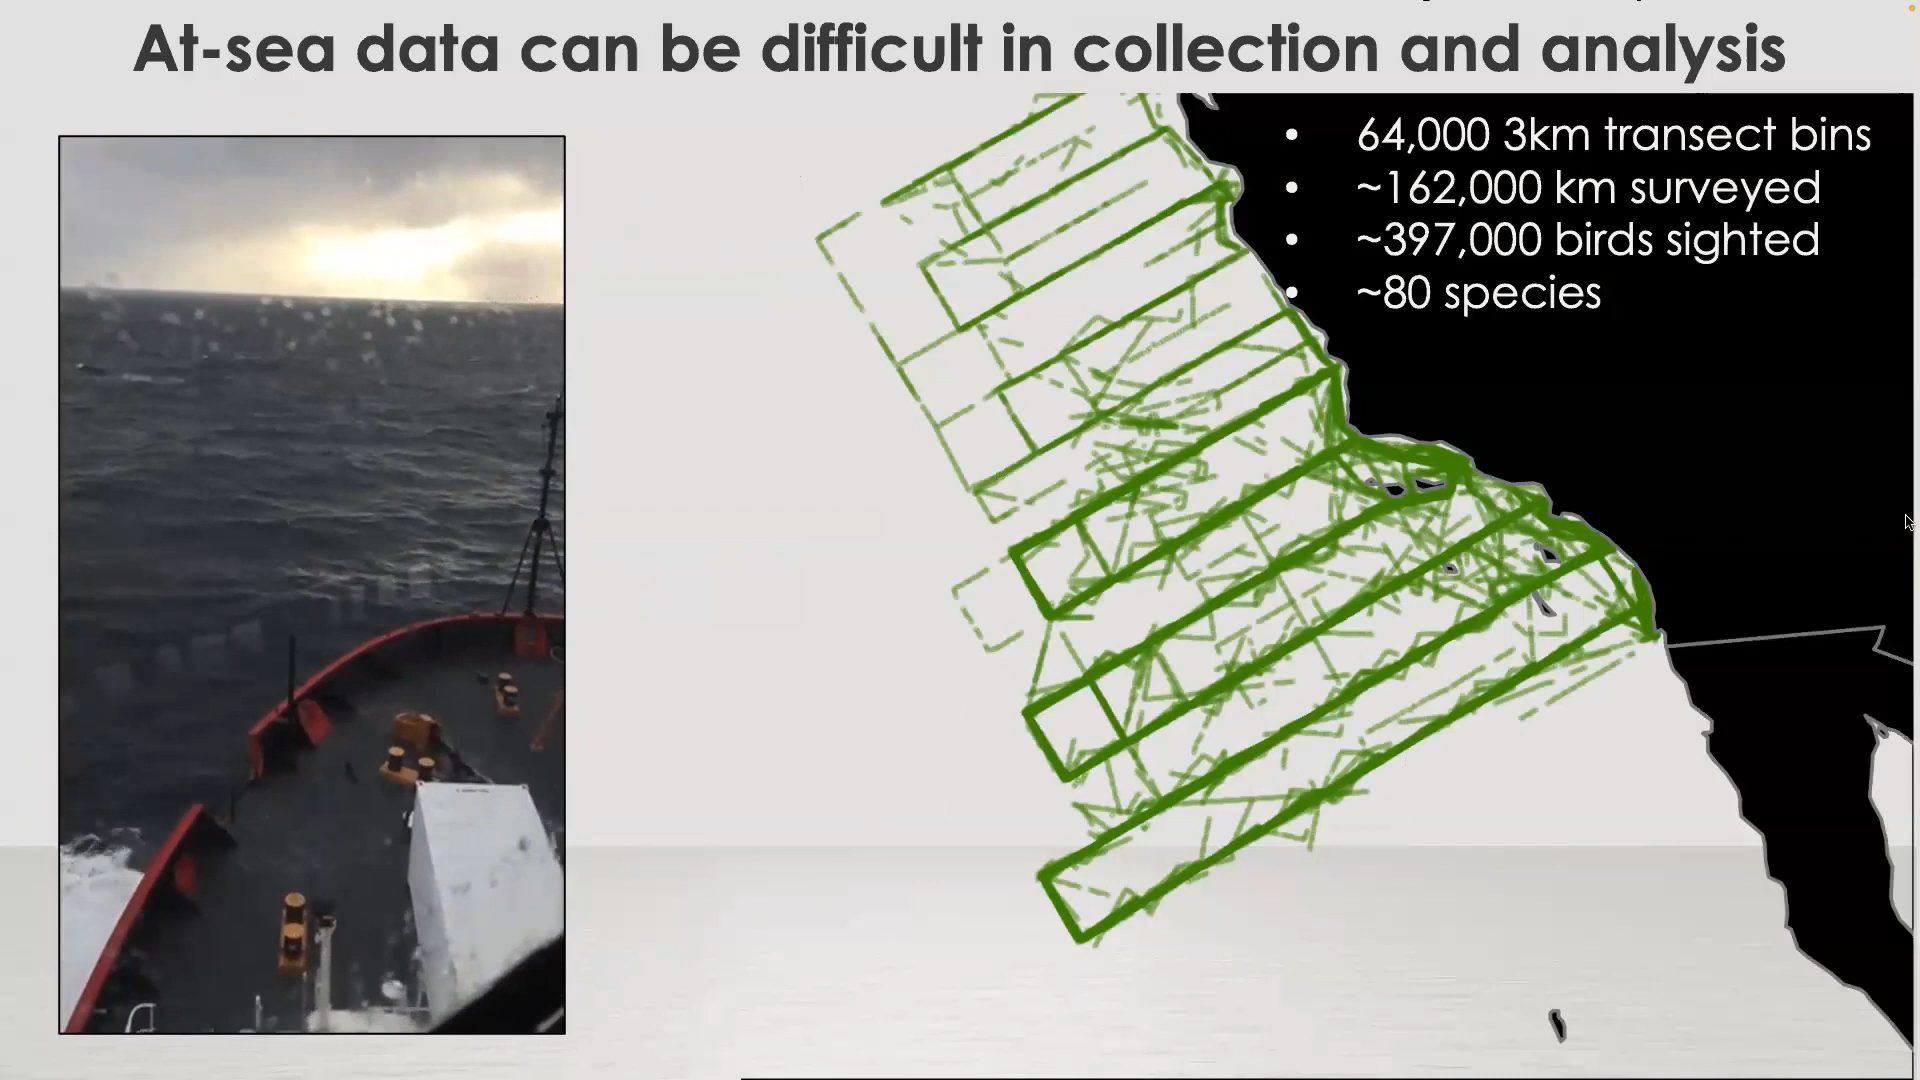 At-sea data can be difficult in collection and analysis
• 64,000 3km transect bins
• ~162,000 km surveyed
• ~397,000 birds sighted
• ~80 species